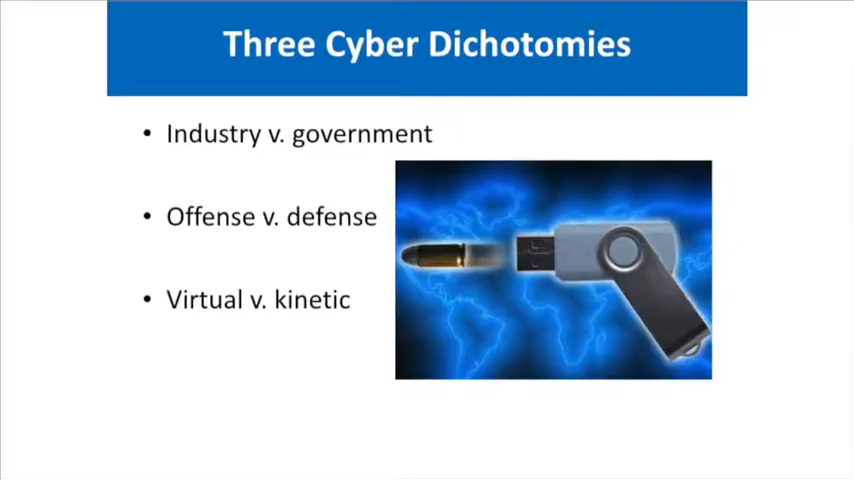 Three Cyber Dichotomies
• Industry v. government
• Offense v. defense
• Virtual v. kinetic